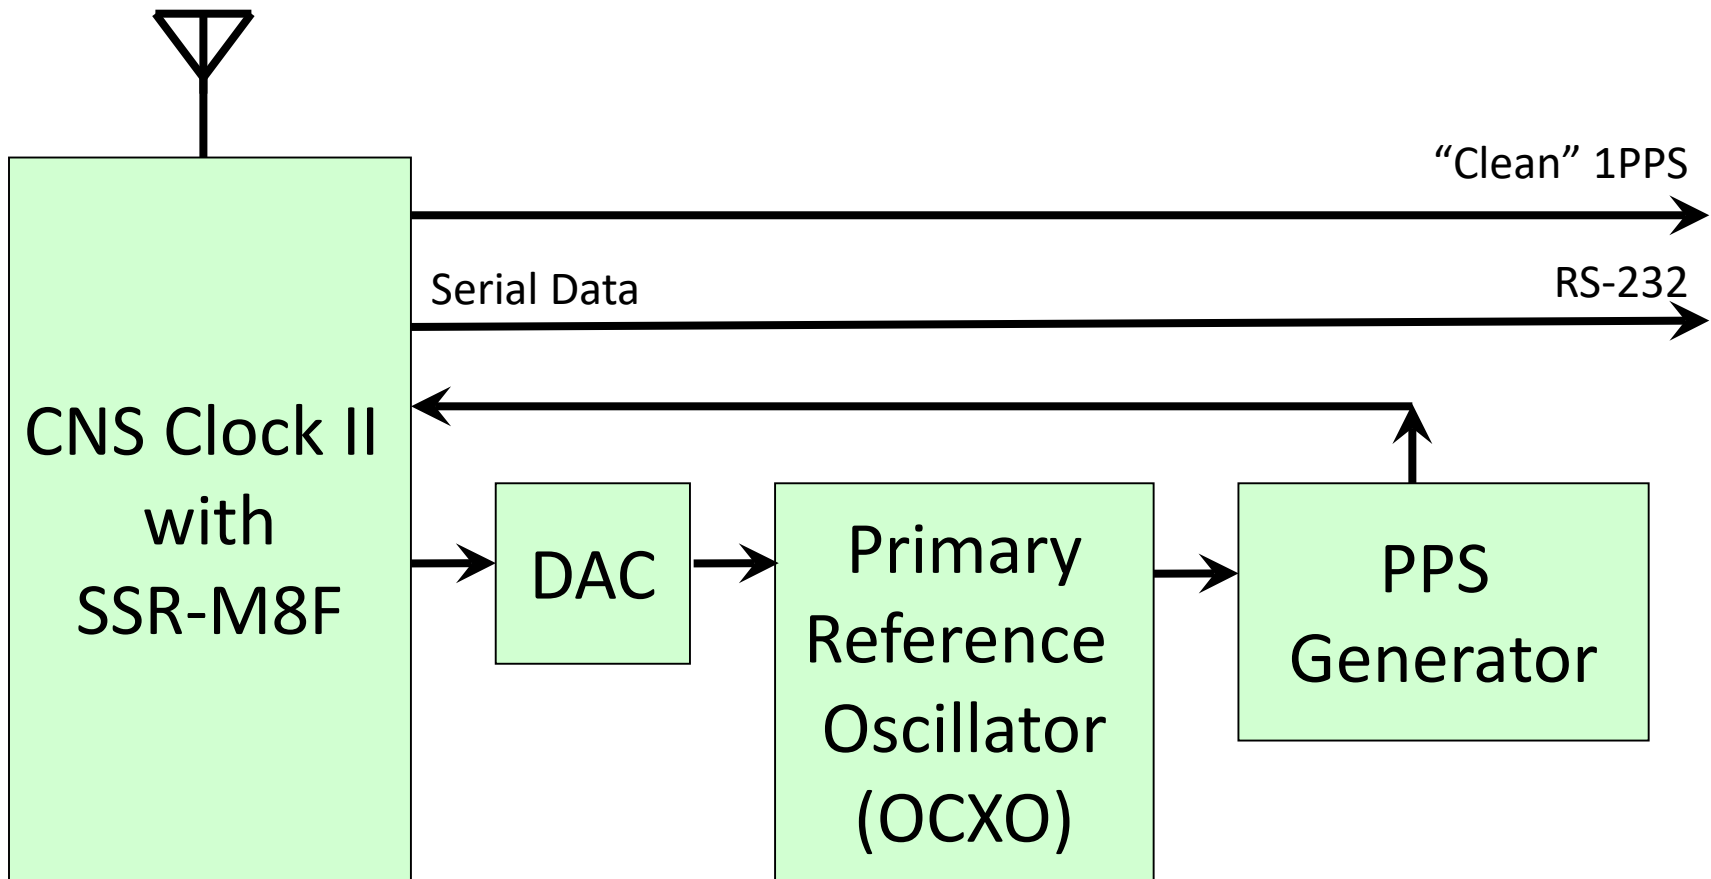 “Clean” 1PPS
Serial Data
RS-232
CNS Clock II
with
SSR-M8F
DAC
Primary
Reference
Oscillator
(OCXO)
PPS
Generator